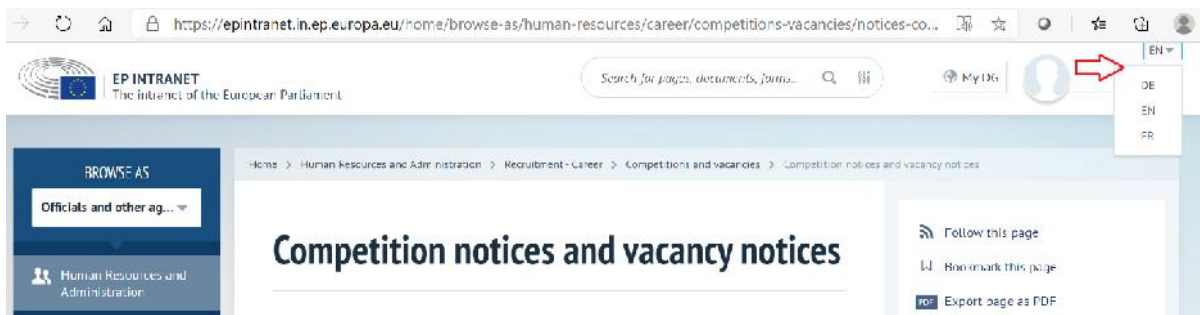 https://epintranet.in.ep.europa.eu/home/browse-as/human-resources/career/competitions-vacancies/notices-co...
EN
EP INTRANET
The intranet of the European Parliament
Search for pages, documents, forms...
My DG
DE
EN
FR
BROWSE AS
Officials and other ag...
Human Resources and
Administration
Home > Human Resources and Administration > Recruitment - Career > Competitions and vacancies > Competition notices and vacancy notices
Competition notices and vacancy notices
Follow this page
Bookmark this page
PDF Export page as PDF